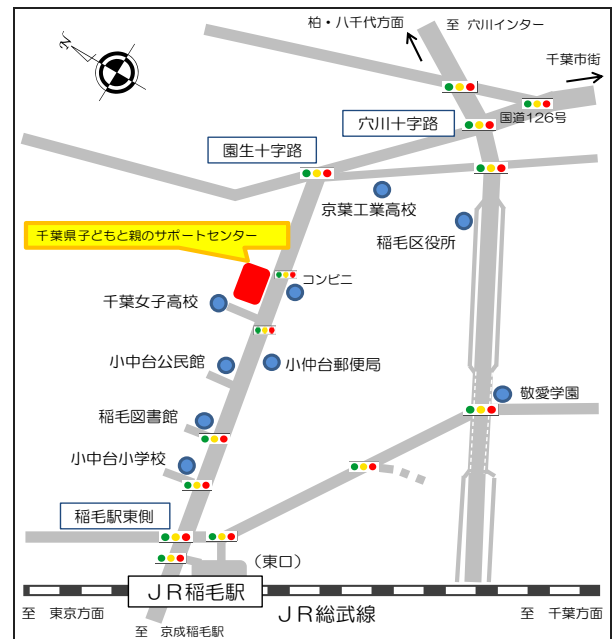 柏・八千代方面
至 穴川インター
千葉市街
N
国道126号
穴川十字路
園生十字路
京葉工業高校
稲毛区役所
千葉県子どもと親のサポートセンター
コンビニ
千葉女子高校
小中台公民館
小仲台郵便局
敬愛学園
稲毛図書館
小中台小学校
稲毛駅東側
(東口)
JR稲毛駅
JR総武線
至 東京方面
至 千葉方面
至 京成稲毛駅